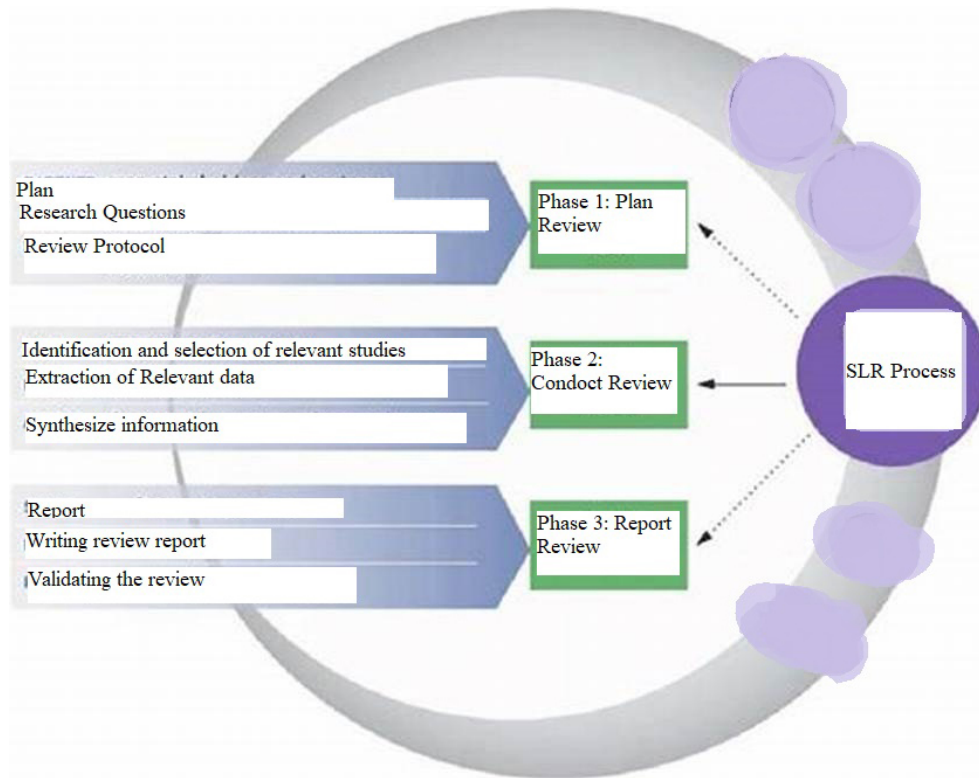 Plan
Research Questions
Review Protocol
Phase 1: Plan
Review
Identification and selection of relevant studies
Extraction of Relevant data
Synthesize information
Phase 2:
Condoct Review
SLR Process
Report
Writing review report
Validating the review
Phase 3: Report
Review